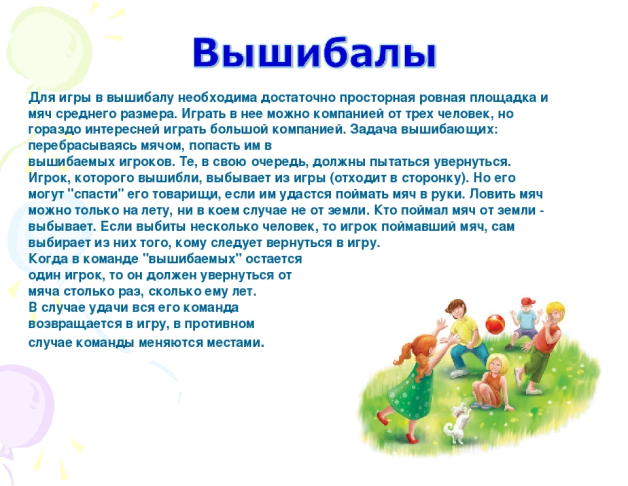 Вышибалы
Для игры в вышибалу необходима достаточно просторная ровная площадка и
мяч среднего размера. Играть в нее можно компанией от трех человек, но
гораздо интересней играть большой компанией. Задача вышибающих:
перебрасываясь мячом, попасть им в
вышибаемых игроков. Те, в свою очередь, должны пытаться увернуться.
Игрок, которого вышибли, выбывает из игры (отходит в сторонку). Но его
могут "спасти" его товарищи, если им удастся поймать мяч в руки. Ловить мяч
можно только на лету, ни в коем случае не от земли. Кто поймал мяч от земли -
выбывает. Если выбиты несколько человек, то игрок поймавший мяч, сам
выбирает из них того, кому следует вернуться в игру.
Когда в команде "вышибаемых" остается
один игрок, то он должен увернуться от
мяча столько раз, сколько ему лет.
В случае удачи вся его команда
возвращается в игру, в противном
случае команды меняются местами.